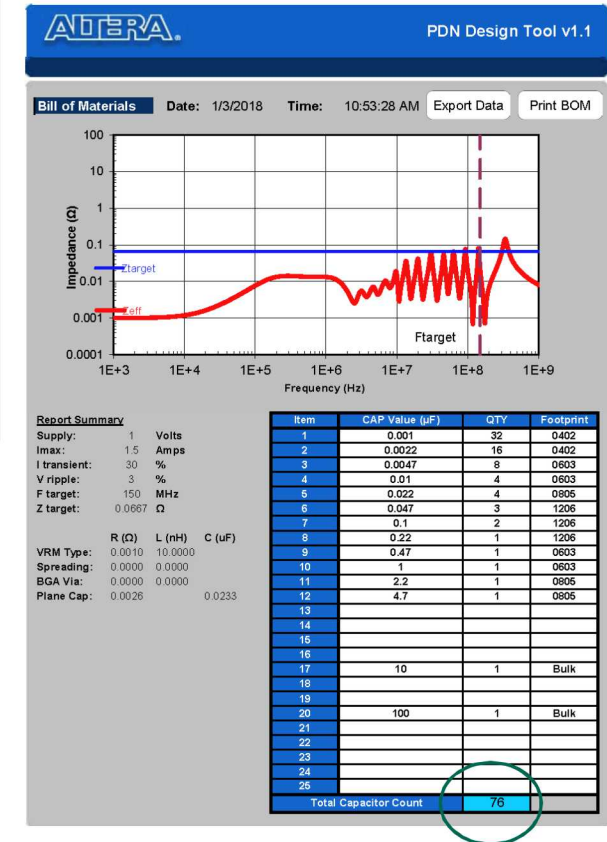 ALTERA. PDN Design Tool v1.1
Bill of Materials Date: 1/3/2018 Time: 10:53:28 AM Export Data Print BOM
100
10
1
0.1
0.01
0.001
0.0001
Impedance (Ω)
Ztarget
Zeff
Ftarget
1E+3 1E+4 1E+5 1E+6 1E+7 1E+8 1E+9
Frequency (Hz)
Report Summary
Supply: 1 Volts
Imax: 1.5 Amps
I transient: 30 %
V ripple: 3 %
F target: 150 MHz
Z target: 0.0667 Ω
R (Ω) L (nH) C (uF)
VRM Type: 0.0010 10.0000
Spreading: 0.0000 0.0000
BGA Via: 0.0000 0.0000
Plane Cap: 0.0026 0.0233
Item CAP Value (µF) QTY Footprint
1 0.001 32 0402
2 0.0022 16 0402
3 0.0047 8 0603
4 0.01 4 0603
5 0.022 4 0805
6 0.047 3 1206
7 0.1 2 1206
8 0.22 1 1206
9 0.47 1 0603
10 1 1 0603
11 2.2 1 0805
12 4.7 1 0805
13
14
15
16
17 10 1 Bulk
18
19
20 100 1 Bulk
21
22
23
24
25
Total Capacitor Count 76